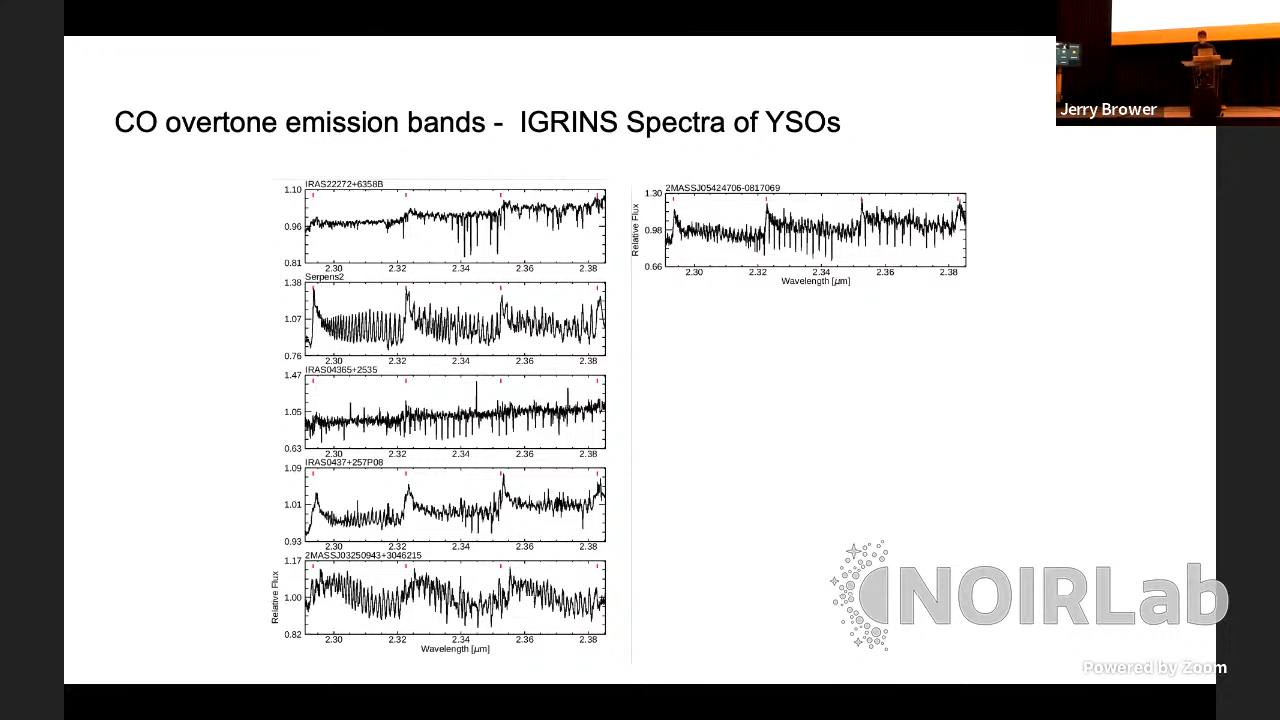 Jerry Brower
CO overtone emission bands - IGRINS Spectra of YSOs
IRAS22272+6358B
1.10
0.96
0.81
2.30 2.32 2.34 2.36 2.38
Serpens2
1.38
1.07
0.76
2.30 2.32 2.34 2.36 2.38
IRAS04365+2535
1.47
1.05
0.63
2.30 2.32 2.34 2.36 2.38
IRAS0437+257P08
1.09
1.01
0.93
2.30 2.32 2.34 2.36 2.38
2MASSJ03250943+3046215
1.17
1.00
0.82
Relative Flux
2.30 2.32 2.34 2.36 2.38
Wavelength [μm]
2MASSJ05424706-0817069
1.30
0.98
0.66
Relative Flux
2.30 2.32 2.34 2.36 2.38
Wavelength [μm]
NOIRLab
Powered by Zoom